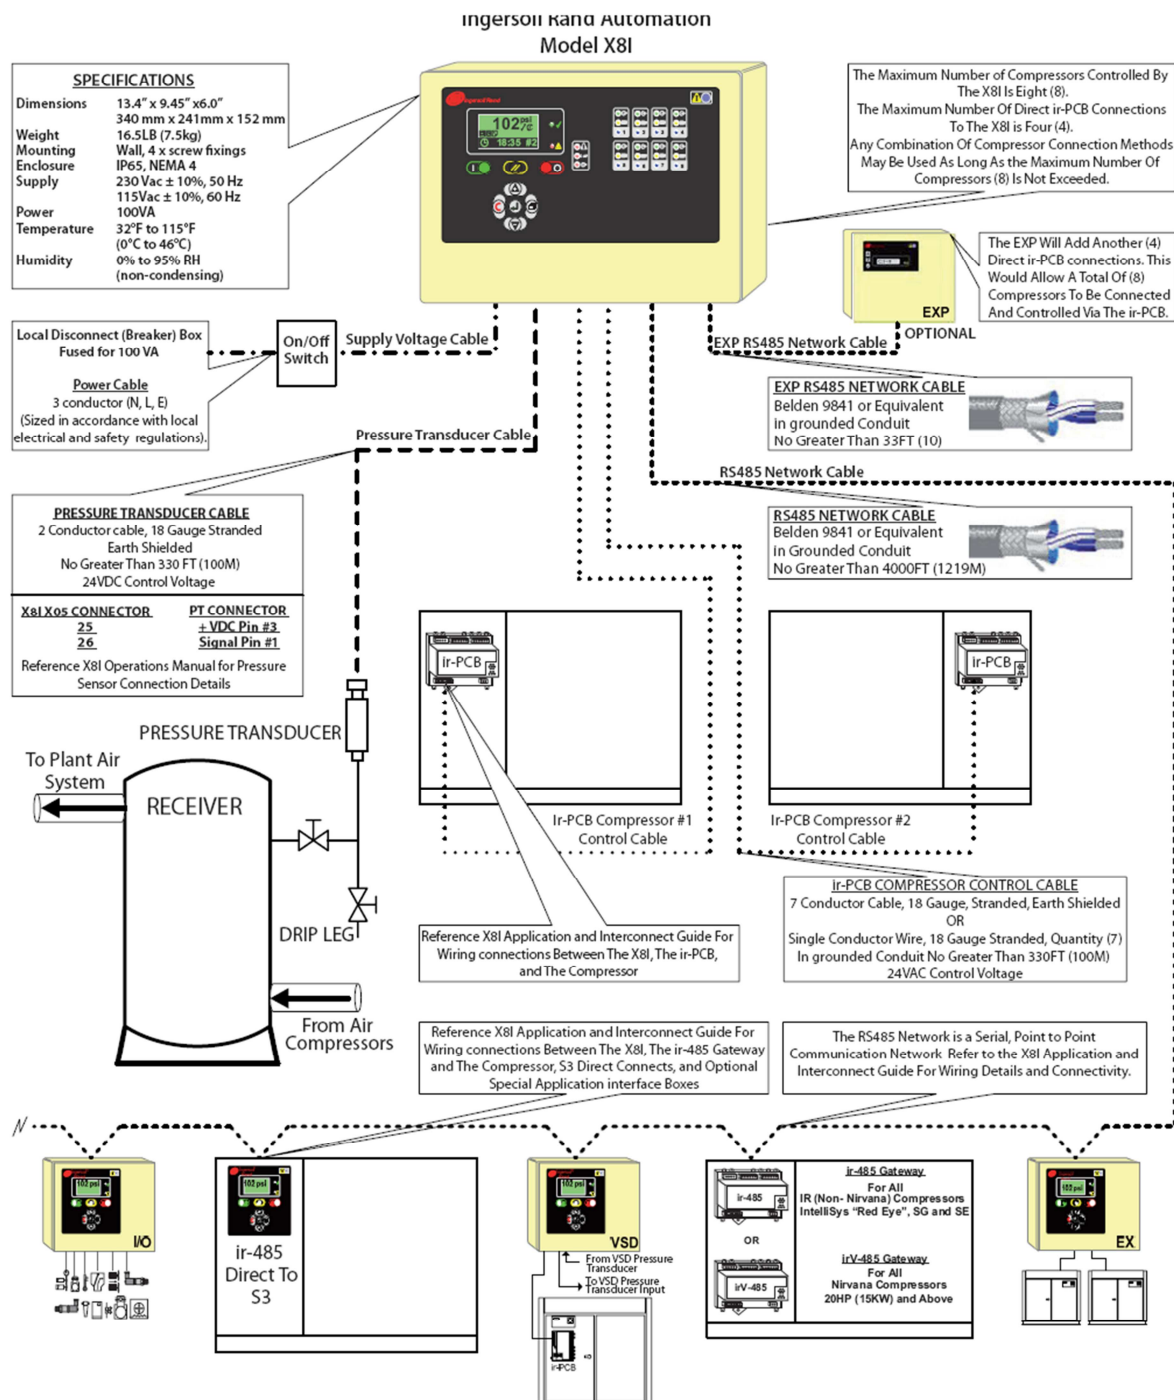 Ingersoll Rand Automation
Model X8I
SPECIFICATIONS
Dimensions 13.4" x 9.45" x6.0"
340 mm x 241mm x 152 mm
Weight 16.5LB (7.5kg)
Mounting Wall, 4 x screw fixings
Enclosure IP65, NEMA 4
Supply 230 Vac ± 10%, 50 Hz
115Vac ± 10%, 60 Hz
Power 100VA
Temperature 32°F to 115°F
(0°C to 46°C)
Humidity 0% to 95% RH
(non-condensing)
102 psi
18:35 #2
The Maximum Number of Compressors Controlled By
The X8I Is Eight (8).
The Maximum Number Of Direct ir-PCB Connections
To The X8I is Four (4).
Any Combination Of Compressor Connection Methods
May Be Used As Long As the Maximum Number Of
Compressors (8) Is Not Exceeded.
EXP
OPTIONAL
The EXP Will Add Another (4)
Direct ir-PCB connections. This
Would Allow A Total Of (8)
Compressors To Be Connected
And Controlled Via The ir-PCB.
Local Disconnect (Breaker) Box
Fused for 100 VA
Power Cable
3 conductor (N, L, E)
(Sized in accordance with local
electrical and safety regulations).
On/Off
Switch
Supply Voltage Cable
EXP RS485 Network Cable
EXP RS485 NETWORK CABLE
Belden 9841 or Equivalent
in grounded Conduit
No Greater Than 33FT (10)
Pressure Transducer Cable
RS485 Network Cable
RS485 NETWORK CABLE
Belden 9841 or Equivalent
in Grounded Conduit
No Greater Than 4000FT (1219M)
PRESSURE TRANSDUCER CABLE
2 Conductor cable, 18 Gauge Stranded
Earth Shielded
No Greater Than 330 FT (100M)
24VDC Control Voltage
X8I X05 CONNECTOR PT CONNECTOR
25 + VDC Pin #3
26 Signal Pin #1
Reference X8I Operations Manual for Pressure
Sensor Connection Details
ir-PCB
ir-PCB
PRESSURE TRANSDUCER
To Plant Air
System
RECEIVER
DRIP LEG
From Air
Compressors
Ir-PCB Compressor #1
Control Cable
Ir-PCB Compressor #2
Control Cable
ir-PCB COMPRESSOR CONTROL CABLE
7 Conductor Cable, 18 Gauge, Stranded, Earth Shielded
OR
Single Conductor Wire, 18 Gauge Stranded, Quantity (7)
In grounded Conduit No Greater Than 330FT (100M)
24VAC Control Voltage
Reference X8I Application and Interconnect Guide For
Wiring connections Between The X8I, The ir-PCB,
and The Compressor
Reference X8I Application and Interconnect Guide For
Wiring connections Between The X8I, The ir-485 Gateway
and The Compressor, S3 Direct Connects, and Optional
Special Application interface Boxes
The RS485 Network is a Serial, Point to Point
Communication Network Refer to the X8I Application and
Interconnect Guide For Wiring Details and Connectivity.
N
102 psi
I/O
102 psi
ir-485
Direct To
S3
102 psi
VSD
From VSD Pressure
Transducer
To VSD Pressure
Transducer Input
ir-PCB
ir-485
OR
irV-485
ir-485 Gateway
For All
IR (Non- Nirvana) Compressors
IntelliSys "Red Eye", SG and SE
irV-485 Gateway
For All
Nirvana Compressors
20HP (15KW) and Above
EX